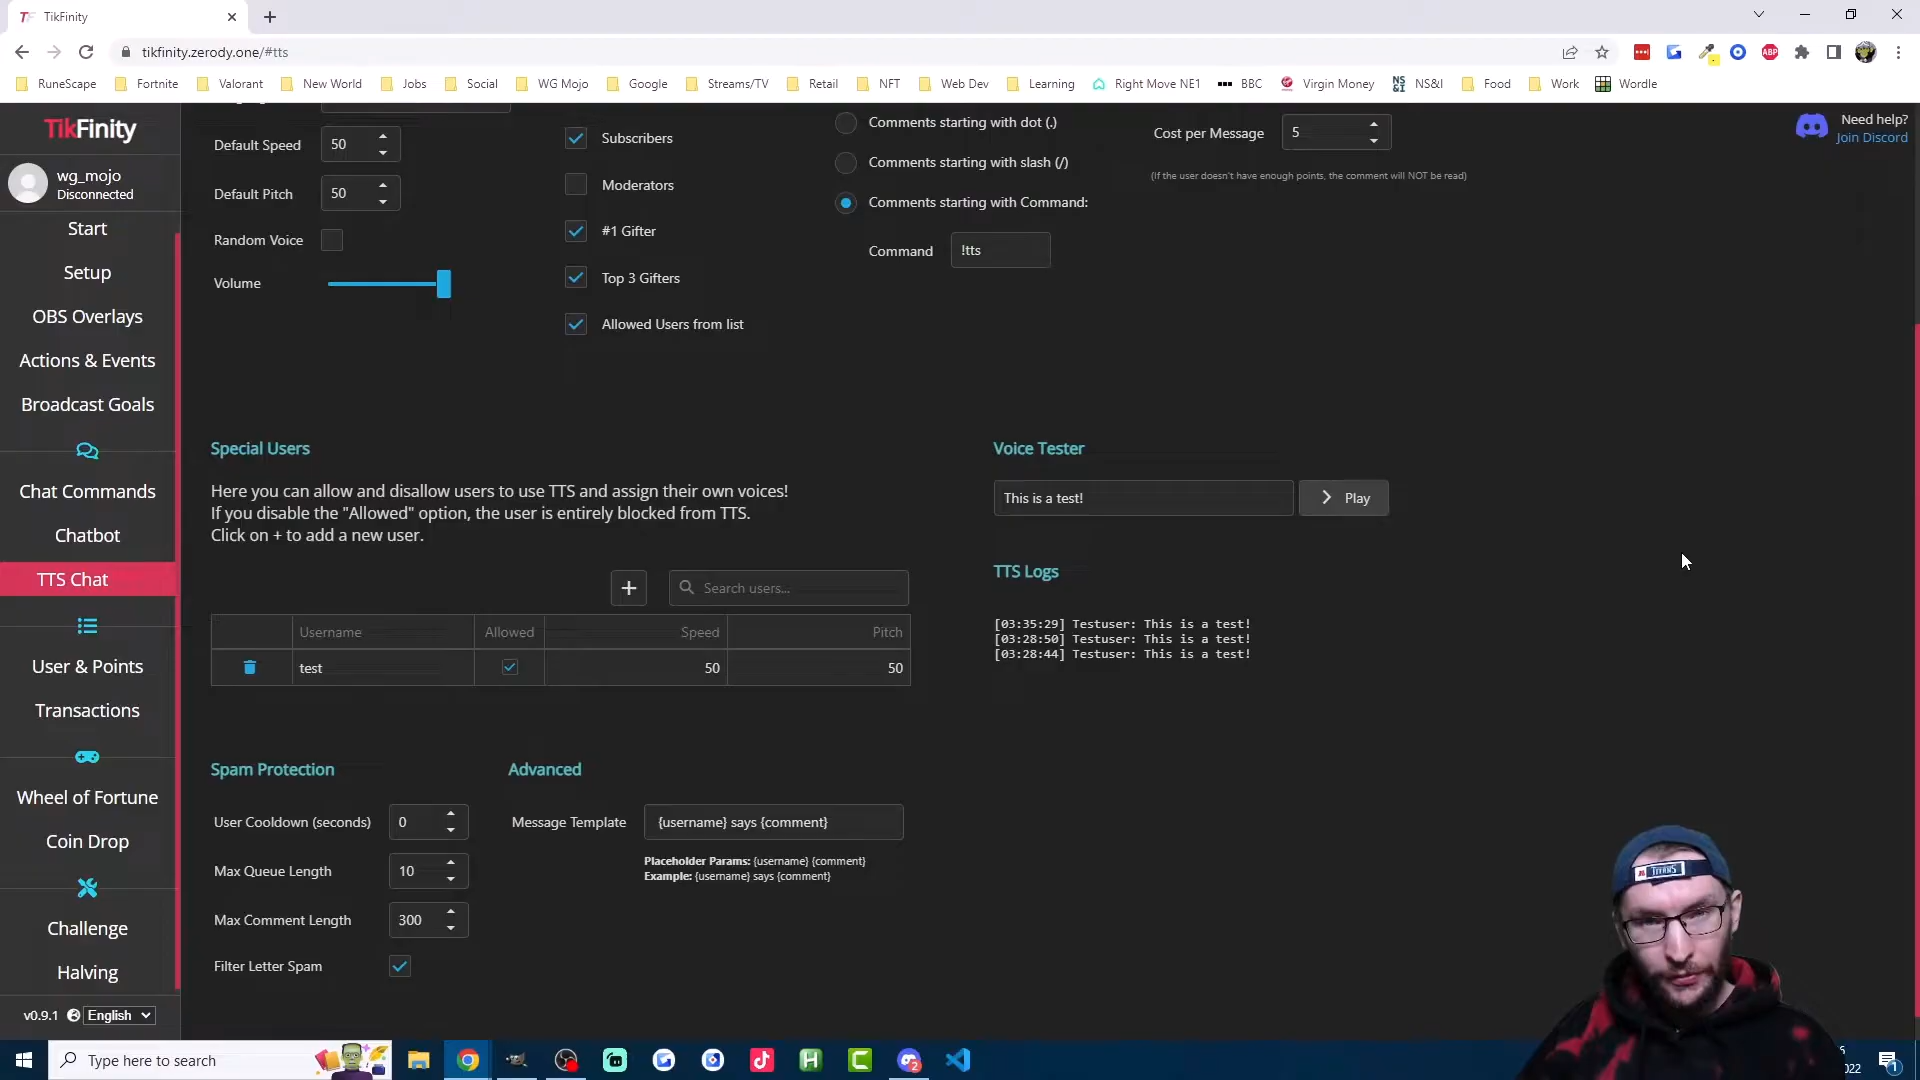 TikFinity
tikfinity.zerody.one/#tts
RuneScape Fortnite Valorant New World Jobs Social WG Mojo Google Streams/TV Retail NFT Web Dev Learning Right Move NE1 BBC Virgin Money NS&I Food Work Wordle
TikFinity
wg_mojo
Disconnected
Start
Setup
OBS Overlays
Actions & Events
Broadcast Goals
Chat Commands
Chatbot
TTS Chat
User & Points
Transactions
Wheel of Fortune
Coin Drop
Challenge
Halving
v0.9.1 English
Default Speed 50
Default Pitch 50
Random Voice
Volume
Subscribers
Moderators
#1 Gifter
Top 3 Gifters
Allowed Users from list
Comments starting with dot (.)
Comments starting with slash (/)
Comments starting with Command:
Command !tts
Cost per Message 5
(If the user doesn't have enough points, the comment will NOT be read)
Need help?
Join Discord
Special Users
Here you can allow and disallow users to use TTS and assign their own voices!
If you disable the "Allowed" option, the user is entirely blocked from TTS.
Click on + to add a new user.
Search users...
Username Allowed Speed Pitch
test 50 50
Voice Tester
This is a test! Play
TTS Logs
[03:35:29] Testuser: This is a test!
[03:28:50] Testuser: This is a test!
[03:28:44] Testuser: This is a test!
Spam Protection
User Cooldown (seconds) 0
Max Queue Length 10
Max Comment Length 300
Filter Letter Spam
Advanced
Message Template {username} says {comment}
Placeholder Params: {username} {comment}
Example: {username} says {comment}
TITANS
Type here to search